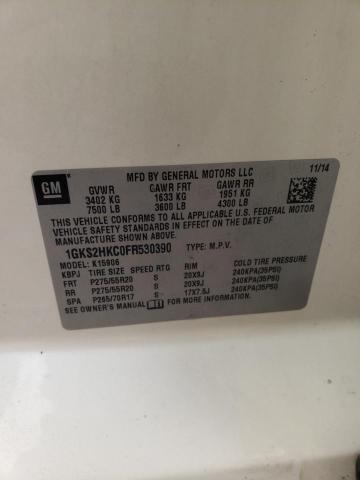 GM
MFD BY GENERAL MOTORS LLC 11/14
GVWR GAWR FRT GAWR RR
3402 KG 1633 KG 1951 KG
7500 LB 3600 LB 4300 LB
THIS VEHICLE CONFORMS TO ALL APPLICABLE U.S. FEDERAL MOTOR
VEHICLE SAFETY STANDARDS IN EFFECT ON THE DATE OF
MANUFACTURE SHOWN ABOVE.
1GKS2HKC0FR530390 TYPE: M.P.V.
MODEL: K15906
KBPJ TIRE SIZE SPEED RTG RIM COLD TIRE PRESSURE
FRT P275/55R20 S 20X9J 240KPA(35PSI)
RR P275/55R20 S 20X9J 240KPA(35PSI)
SPA P265/70R17 S 17X7.5J 240KPA(35PSI)
SEE OWNER'S MANUAL FOR MORE INFORMATION.